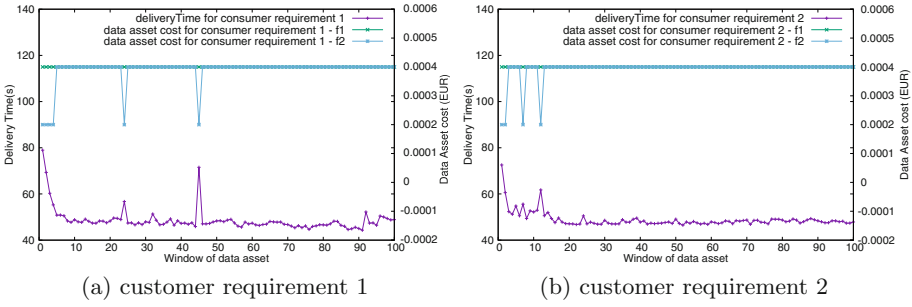 deliveryTime for consumer requirement 1
data asset cost for consumer requirement 1 - f1
data asset cost for consumer requirement 1 - f2
140
120
100
80
60
40
Delivery Time(s)
0.0006
0.0005
0.0004
0.0003
0.0002
0.0001
0
-0.0001
-0.0002
Data Asset cost (EUR)
0 10 20 30 40 50 60 70 80 90 100
Window of data asset
(a) customer requirement 1
deliveryTime for consumer requirement 2
data asset cost for consumer requirement 2 - f1
data asset cost for consumer requirement 2 - f2
140
120
100
80
60
40
Delivery Time(s)
0.0006
0.0005
0.0004
0.0003
0.0002
0.0001
0
-0.0001
-0.0002
Data Asset cost (EUR)
0 10 20 30 40 50 60 70 80 90 100
Window of data asset
(b) customer requirement 2